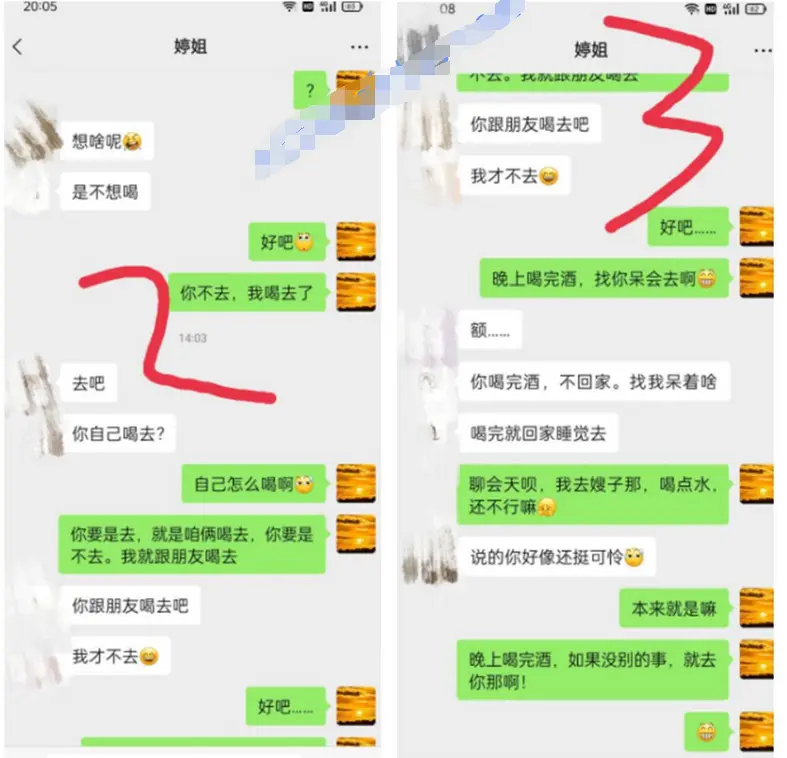 20:05
HD
4G
63
婷姐
?
想啥呢
是不想喝
好吧
你不去，我喝去了
14:03
去吧
你自己喝去?
自己怎么喝啊
你要是去，就是咱俩喝去，你要是
不去。我就跟朋友喝去
你跟朋友喝去吧
我才不去
好吧……
2
08
HD
4G
62
婷姐
不去。我就跟朋友喝去
你跟朋友喝去吧
我才不去
好吧……
晚上喝完酒，找你呆会去啊
额……
你喝完酒，不回家。找我呆着啥
喝完就回家睡觉去
聊会天呗，我去嫂子那，喝点水，
还不行嘛
说的你好像还挺可怜
本来就是嘛
晚上喝完酒，如果没别的事，就去
你那啊!
3